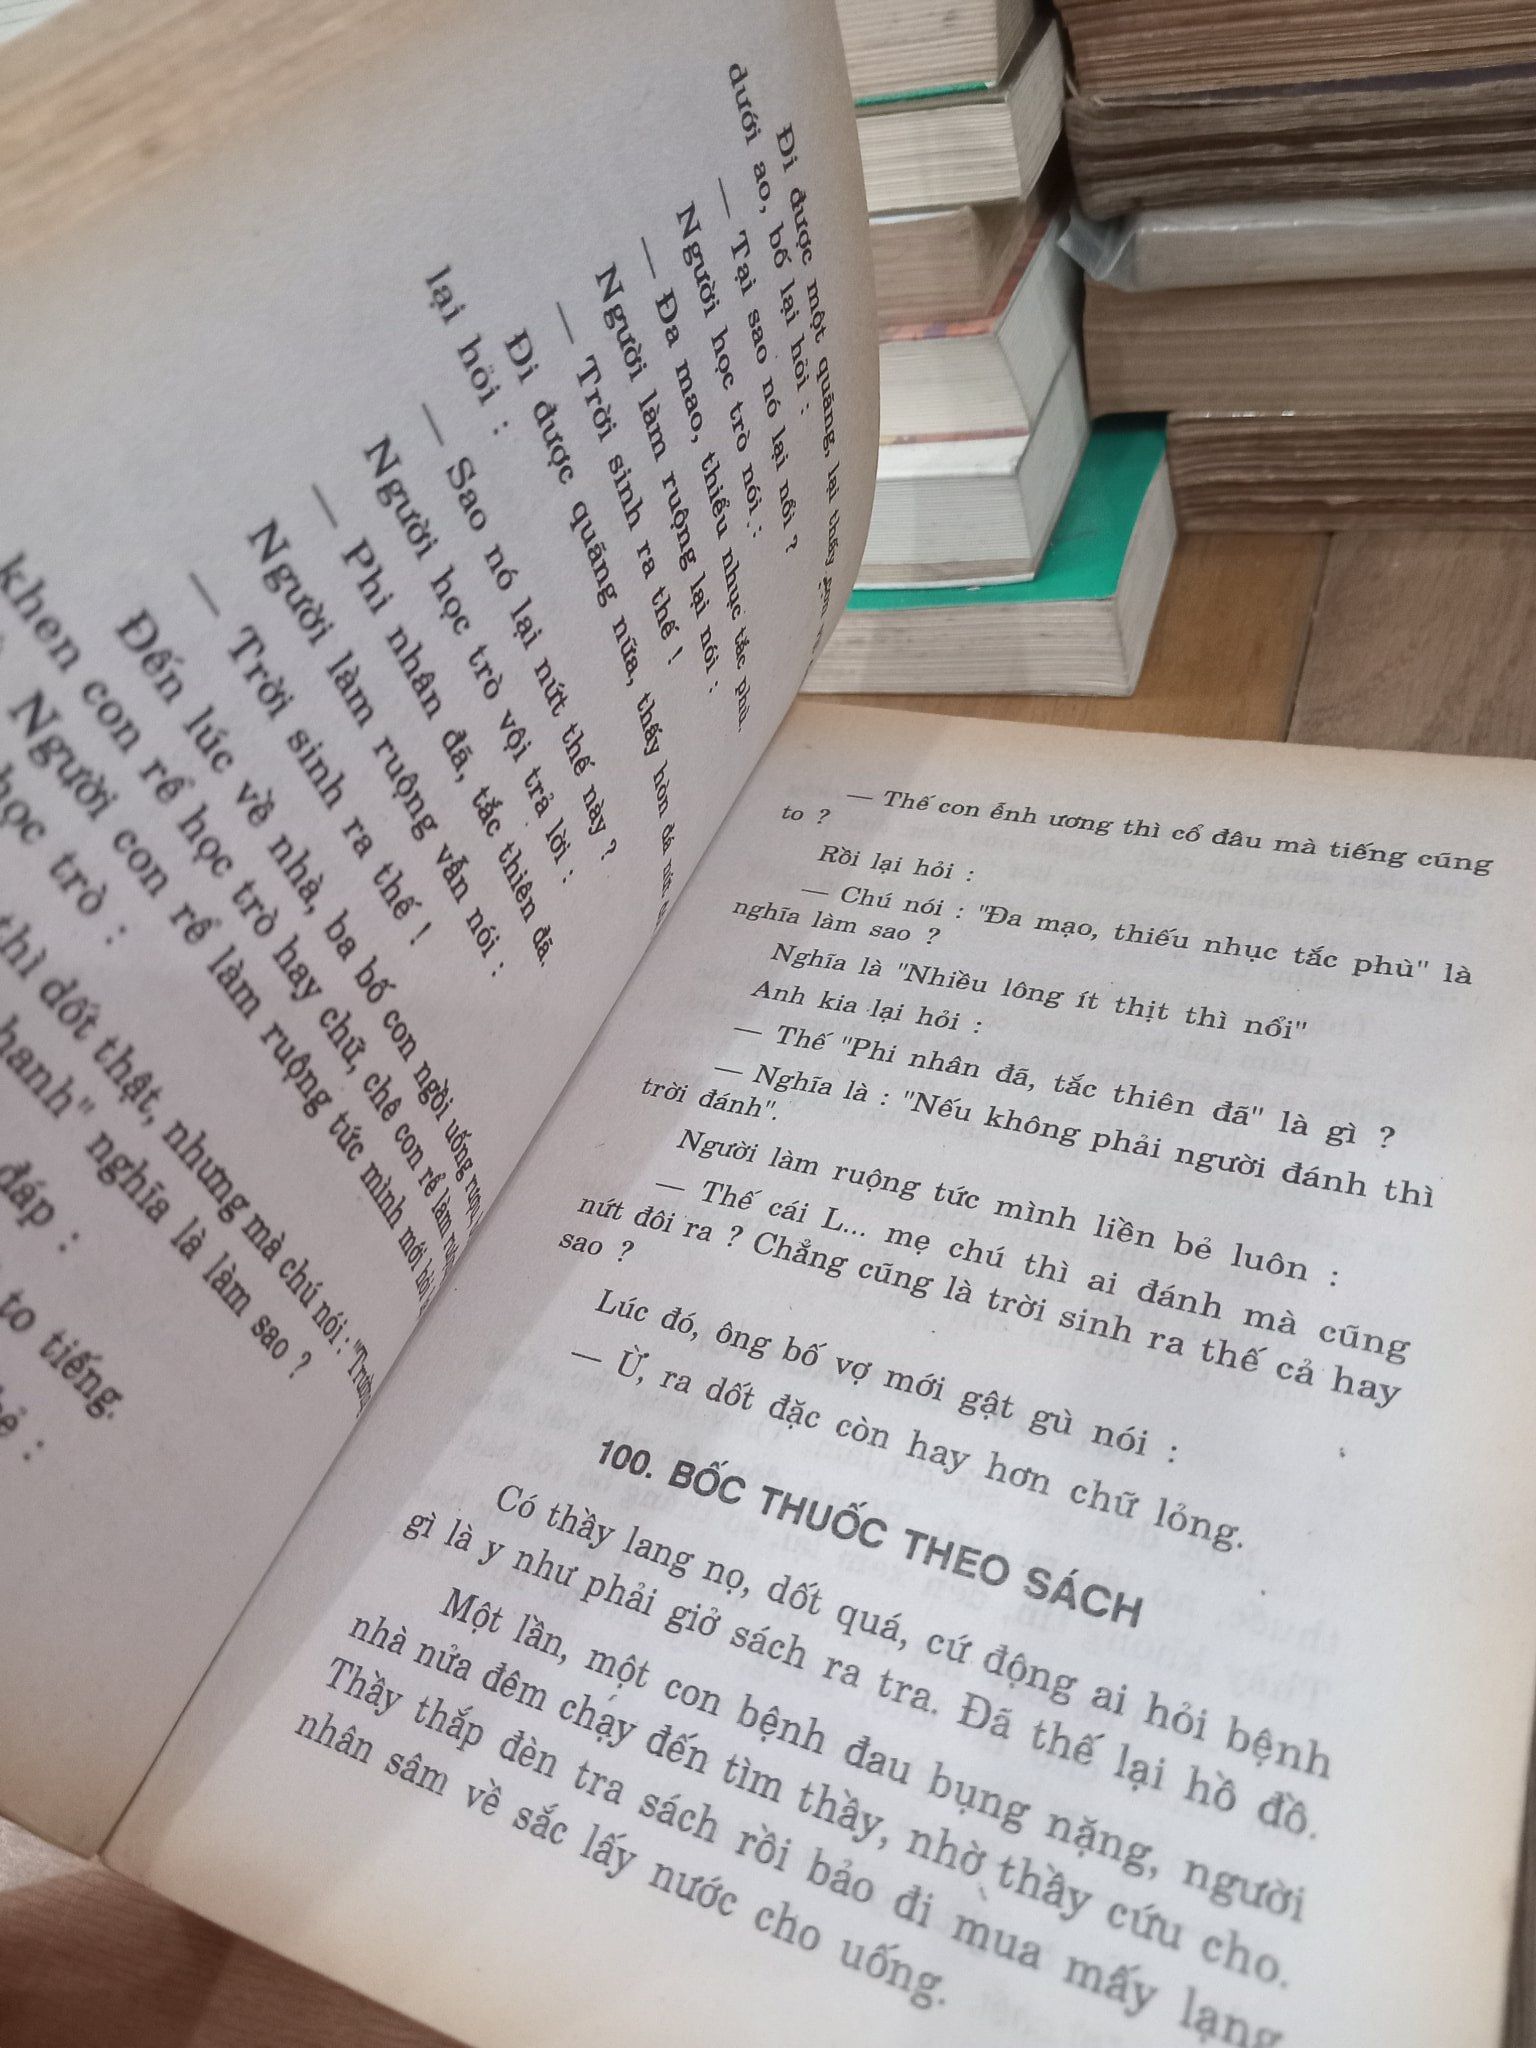 Đi được một quãng, lại thấy
dưới ao, bố lại hỏi :
— Tại sao nó lại nổi ?
Người học trò nói :
— Đa mao, thiểu nhục tắc phù.
Người làm ruộng lại nói :
— Trời sinh ra thế !
Đi được quãng nữa, thấy hòn đá nứt
lại hỏi :
— Sao nó lại nứt thế này ?
Người học trò vội trả lời :
— Phi nhân đã, tắc thiên đã.
Người làm ruộng vẫn nói :
— Trời sinh ra thế !
Đến lúc về nhà, ba bố con ngồi uống rượu,
khen con rể học trò hay chữ, chê con rể làm
Người con rể làm ruộng tức mình mới hỏi
học trò :
thì dốt thật, nhưng mà chú nói : "Trường
hanh" nghĩa là làm sao ?
đáp :
to tiếng.
bẻ :
— Thế con ễnh ương thì cổ đâu mà tiếng cũng
to ?
Rồi lại hỏi :
— Chú nói : "Đa mạo, thiếu nhục tắc phù" là
nghĩa làm sao ?
Nghĩa là "Nhiều lông ít thịt thì nổi"
Anh kia lại hỏi :
— Thế "Phi nhân đã, tắc thiên đã" là gì ?
— Nghĩa là : "Nếu không phải người đánh thì
trời đánh".
Người làm ruộng tức mình liền bẻ luôn :
— Thế cái L... mẹ chú thì ai đánh mà cũng
nứt đôi ra ? Chẳng cũng là trời sinh ra thế cả hay
sao ?
Lúc đó, ông bố vợ mới gật gù nói :
— Ừ, ra dốt đặc còn hay hơn chữ lỏng.
100. BỐC THUỐC THEO SÁCH
Có thầy lang nọ, dốt quá, cứ động ai hỏi bệnh
gì là y như phải giở sách ra tra. Đã thế lại hồ đồ.
Một lần, một con bệnh đau bụng nặng, người
nhà nửa đêm chạy đến tìm thầy, nhờ thầy cứu cho.
Thầy thắp đèn tra sách rồi bảo đi mua mấy lạng
nhân sâm về sắc lấy nước cho uống.